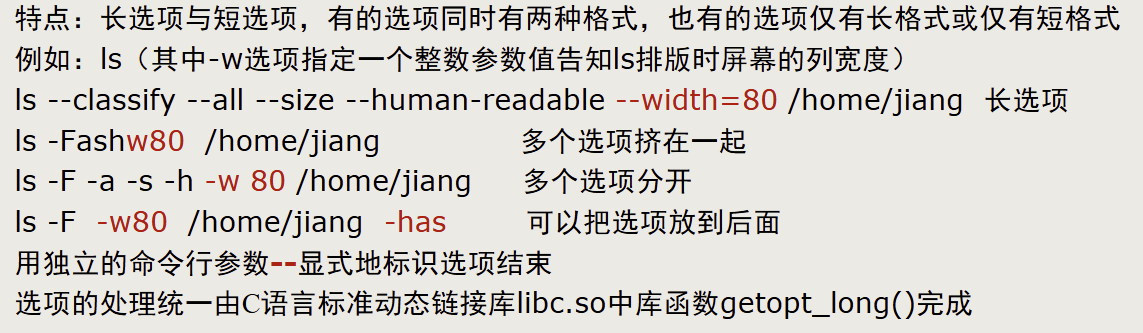 特点：长选项与短选项，有的选项同时有两种格式，也有的选项仅有长格式或仅有短格式
例如：ls（其中-w选项指定一个整数参数值告知ls排版时屏幕的列宽度）
ls --classify --all --size --human-readable --width=80 /home/jiang 长选项
ls -Fashw80 /home/jiang 多个选项挤在一起
ls -F -a -s -h -w 80 /home/jiang 多个选项分开
ls -F -w80 /home/jiang -has 可以把选项放到后面
用独立的命令行参数--显式地标识选项结束
选项的处理统一由C语言标准动态链接库libc.so中库函数getopt_long()完成